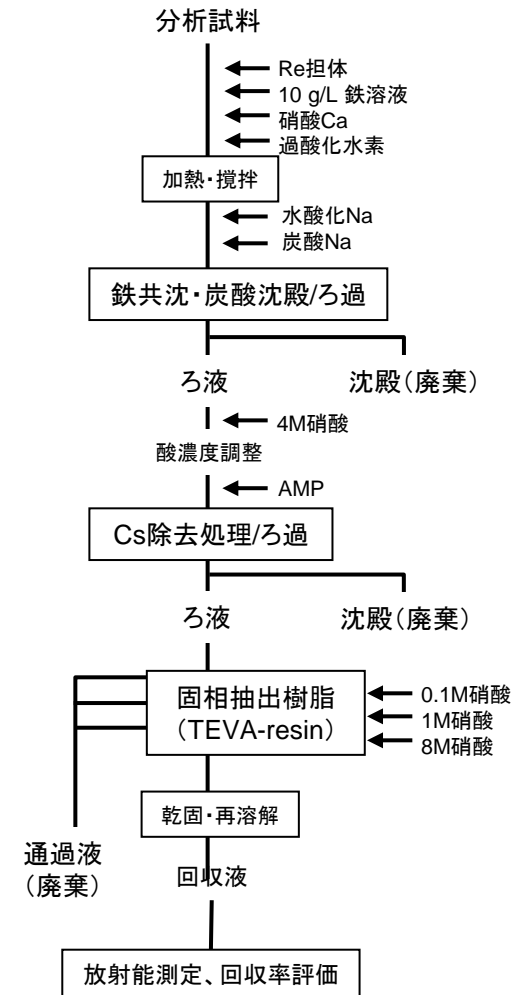 分析試料
Re担体
10 g/L 鉄溶液
硝酸Ca
過酸化水素
加熱・撹拌
水酸化Na
炭酸Na
鉄共沈・炭酸沈殿/ろ過
ろ液
沈殿（廃棄）
4M硝酸
酸濃度調整
AMP
Cs除去処理/ろ過
ろ液
沈殿（廃棄）
固相抽出樹脂
（TEVA-resin）
0.1M硝酸
1M硝酸
8M硝酸
乾固・再溶解
通過液
（廃棄）
回収液
放射能測定、回収率評価